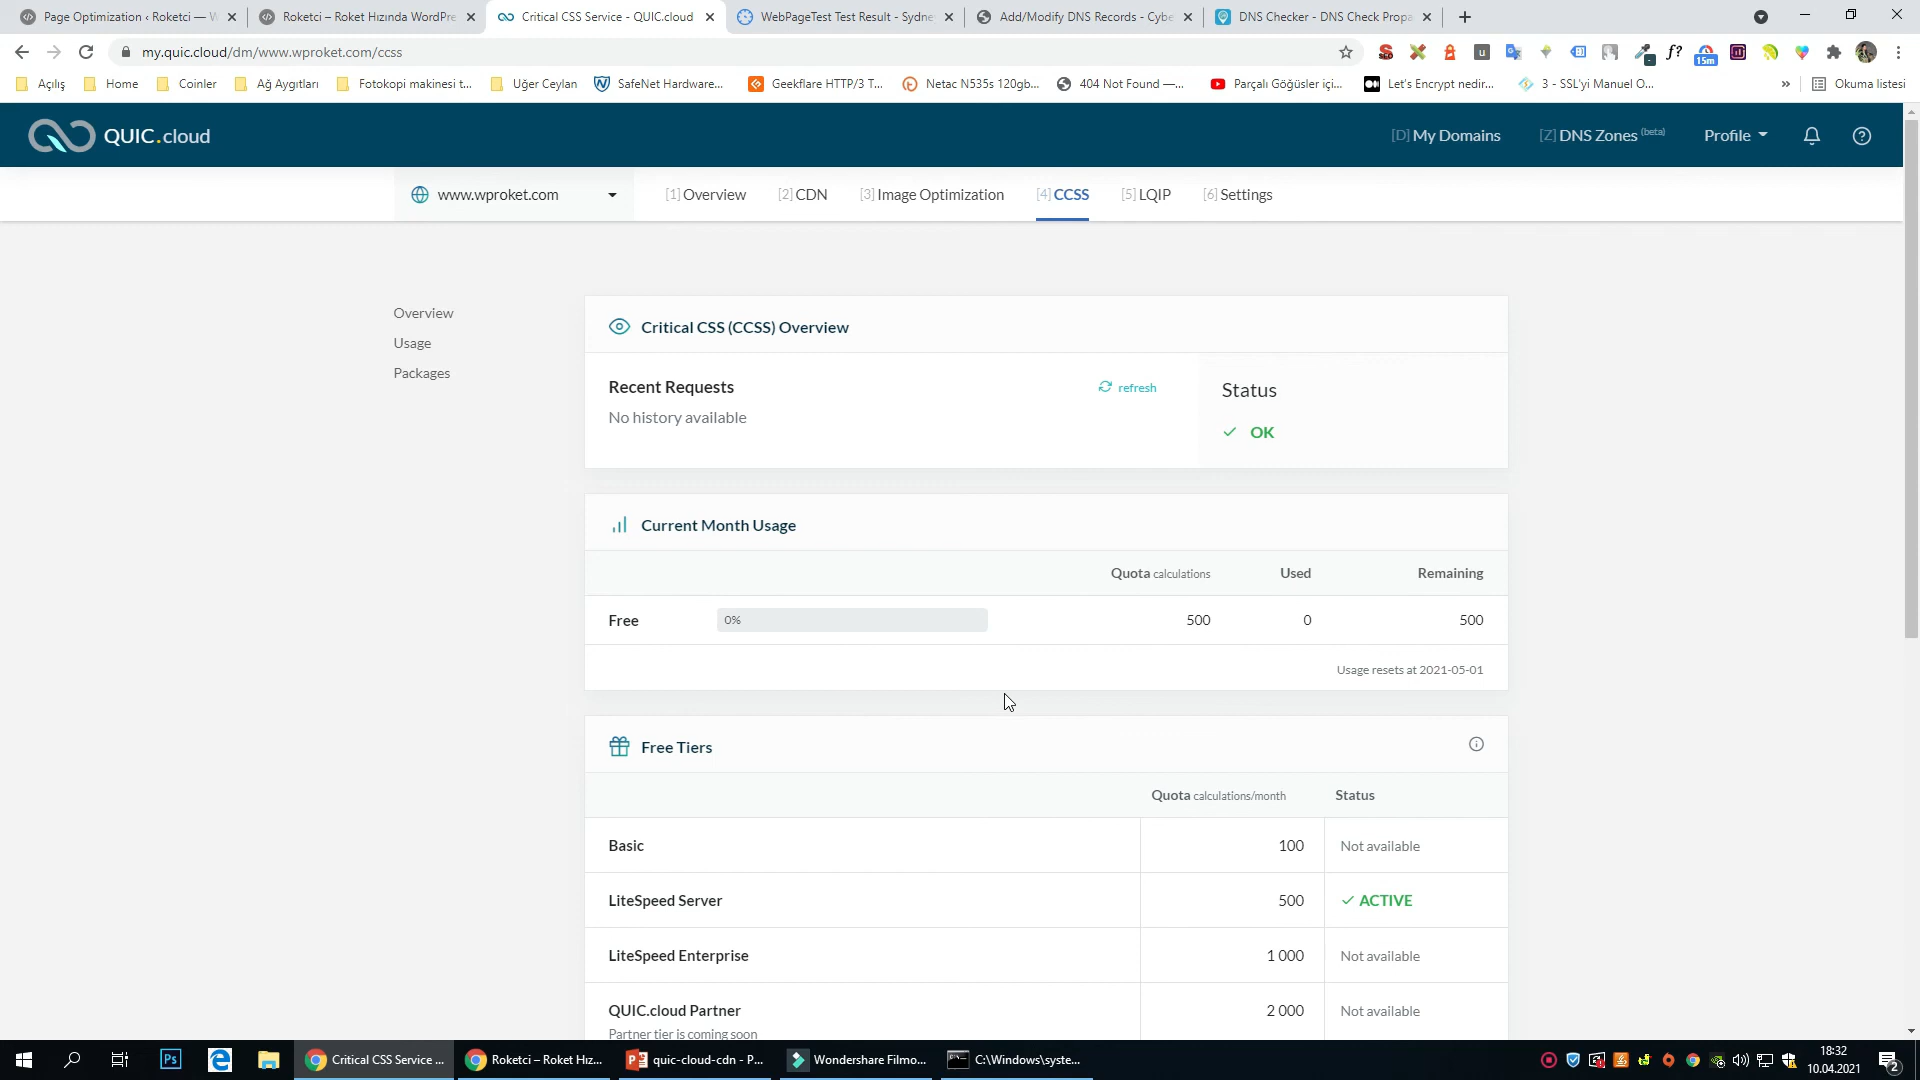 Page Optimization ‹ Roketci — W
Roketci – Roket Hızında WordPre
Critical CSS Service - QUIC.cloud
WebPageTest Test Result - Sydne
Add/Modify DNS Records - Cybe
DNS Checker - DNS Check Propa
my.quic.cloud/dm/www.wproket.com/ccss
15m
f?
u
Açılış
Home
Coinler
Ağ Aygıtları
Fotokopi makinesi t...
Uğer Ceylan
SafeNet Hardware...
Geekflare HTTP/3 T...
Netac N535s 120gb...
404 Not Found —...
Parçalı Göğüsler içi...
Let's Encrypt nedir...
3 - SSL'yi Manuel O...
»
Okuma listesi
QUIC.cloud
[D] My Domains
[Z] DNS Zones (beta)
Profile
www.wproket.com
[1] Overview
[2] CDN
[3] Image Optimization
[4] CCSS
[5] LQIP
[6] Settings
Overview
Usage
Packages
Critical CSS (CCSS) Overview
Recent Requests
refresh
No history available
Status
OK
Current Month Usage
Quota calculations Used Remaining
Free 0% 500 0 500
Usage resets at 2021-05-01
Free Tiers
Quota calculations/month Status
Basic 100 Not available
LiteSpeed Server 500 ACTIVE
LiteSpeed Enterprise 1 000 Not available
QUIC.cloud Partner 2 000 Not available
Partner tier is coming soon
Ps
Critical CSS Service ...
Roketci – Roket Hız...
quic-cloud-cdn - P...
Wondershare Filmo...
C:\Windows\syste...
18:32
10.04.2021
2